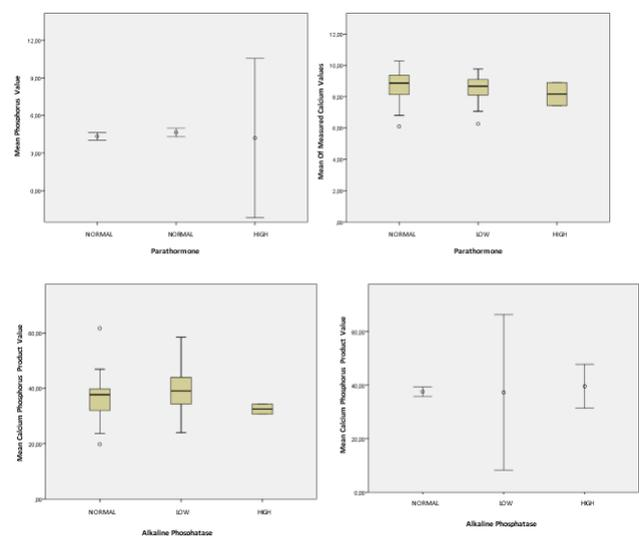 Mean Phosphorus Value
12,00
9,00
6,00
3,00
0,00
NORMAL NORMAL HIGH
Parathormone
Mean Of Measured Calcium Values
12,00
10,00
8,00
6,00
4,00
2,00
,00
NORMAL LOW HIGH
Parathormone
Mean Calcium Phosphorus Product Value
60,00
40,00
20,00
,00
NORMAL LOW HIGH
Alkaline Phosphatase
Mean Calcium Phosphorus Product Value
60,00
40,00
20,00
0,00
NORMAL LOW HIGH
Alkaline Phosphatase